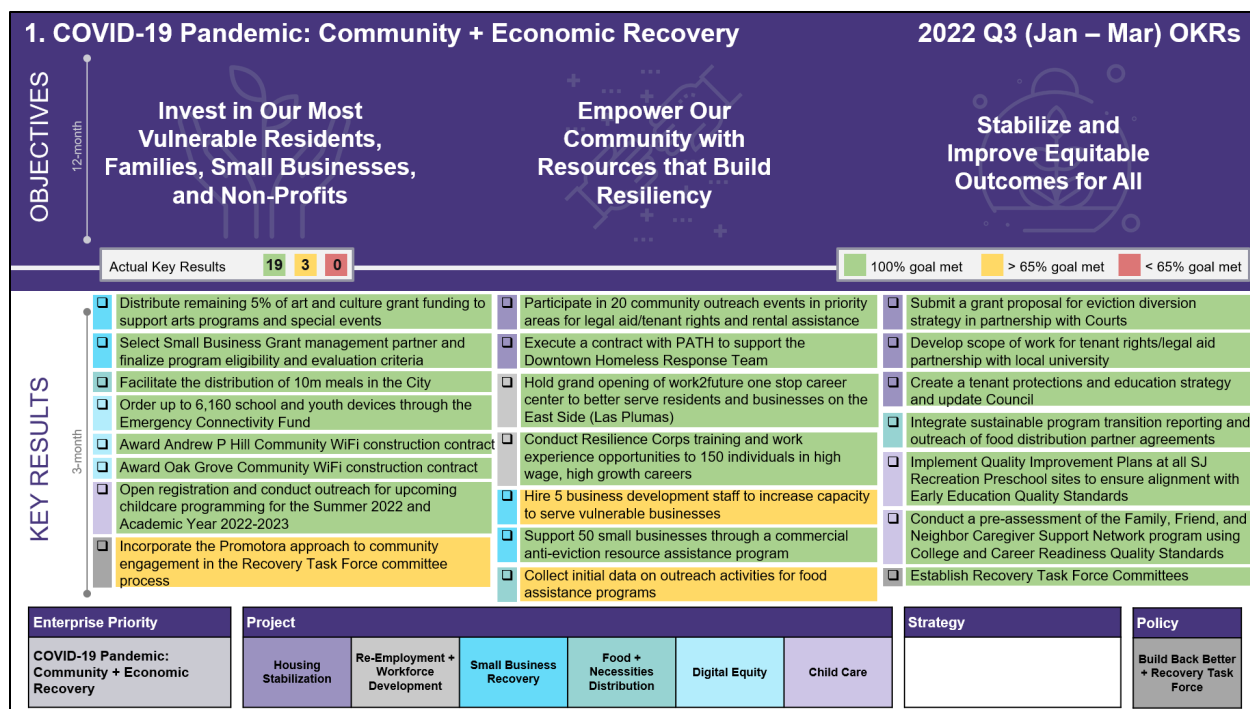 1. COVID-19 Pandemic: Community + Economic Recovery
2022 Q3 (Jan – Mar) OKRs
OBJECTIVES
12-month
Invest in Our Most
Vulnerable Residents,
Families, Small Businesses,
and Non-Profits
Empower Our
Community with
Resources that Build
Resiliency
Stabilize and
Improve Equitable
Outcomes for All
Actual Key Results 19 3 0
100% goal met > 65% goal met < 65% goal met
KEY RESULTS
3-month
Distribute remaining 5% of art and culture grant funding to
support arts programs and special events
Select Small Business Grant management partner and
finalize program eligibility and evaluation criteria
Facilitate the distribution of 10m meals in the City
Order up to 6,160 school and youth devices through the
Emergency Connectivity Fund
Award Andrew P Hill Community WiFi construction contract
Award Oak Grove Community WiFi construction contract
Open registration and conduct outreach for upcoming
childcare programming for the Summer 2022 and
Academic Year 2022-2023
Incorporate the Promotora approach to community
engagement in the Recovery Task Force committee
process
Participate in 20 community outreach events in priority
areas for legal aid/tenant rights and rental assistance
Execute a contract with PATH to support the
Downtown Homeless Response Team
Hold grand opening of work2future one stop career
center to better serve residents and businesses on the
East Side (Las Plumas)
Conduct Resilience Corps training and work
experience opportunities to 150 individuals in high
wage, high growth careers
Hire 5 business development staff to increase capacity
to serve vulnerable businesses
Support 50 small businesses through a commercial
anti-eviction resource assistance program
Collect initial data on outreach activities for food
assistance programs
Submit a grant proposal for eviction diversion
strategy in partnership with Courts
Develop scope of work for tenant rights/legal aid
partnership with local university
Create a tenant protections and education strategy
and update Council
Integrate sustainable program transition reporting and
outreach of food distribution partner agreements
Implement Quality Improvement Plans at all SJ
Recreation Preschool sites to ensure alignment with
Early Education Quality Standards
Conduct a pre-assessment of the Family, Friend, and
Neighbor Caregiver Support Network program using
College and Career Readiness Quality Standards
Establish Recovery Task Force Committees
Enterprise Priority
COVID-19 Pandemic:
Community + Economic
Recovery
Project
Housing
Stabilization
Re-Employment +
Workforce
Development
Small Business
Recovery
Food +
Necessities
Distribution
Digital Equity
Child Care
Strategy
Policy
Build Back Better
+ Recovery Task
Force